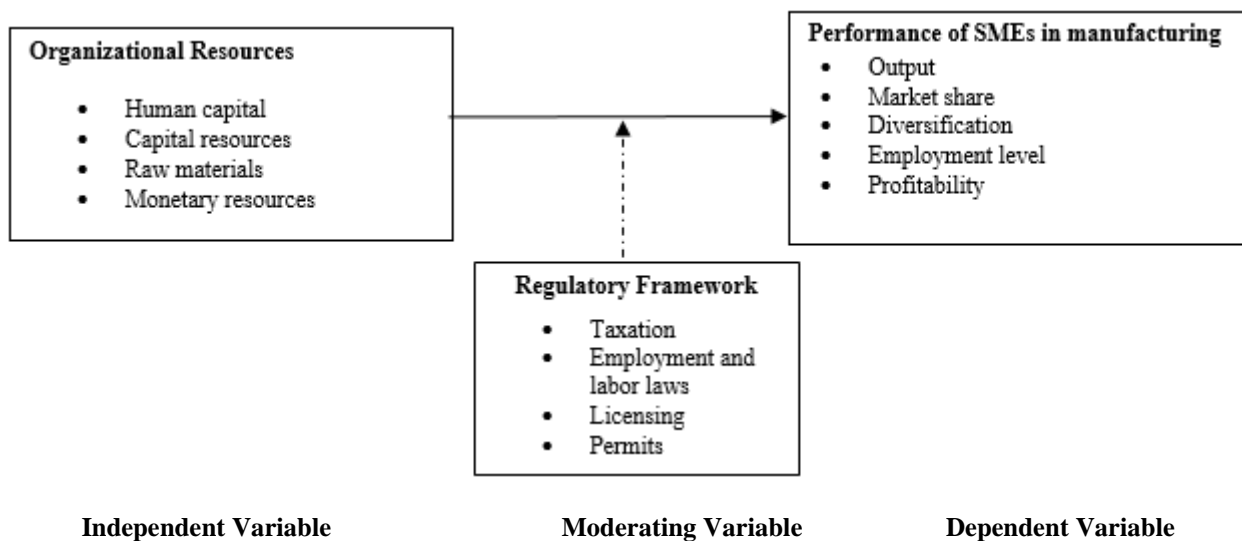 Organizational Resources
• Human capital
• Capital resources
• Raw materials
• Monetary resources
Performance of SMEs in manufacturing
• Output
• Market share
• Diversification
• Employment level
• Profitability
Regulatory Framework
• Taxation
• Employment and
labor laws
• Licensing
• Permits
Independent Variable
Moderating Variable
Dependent Variable